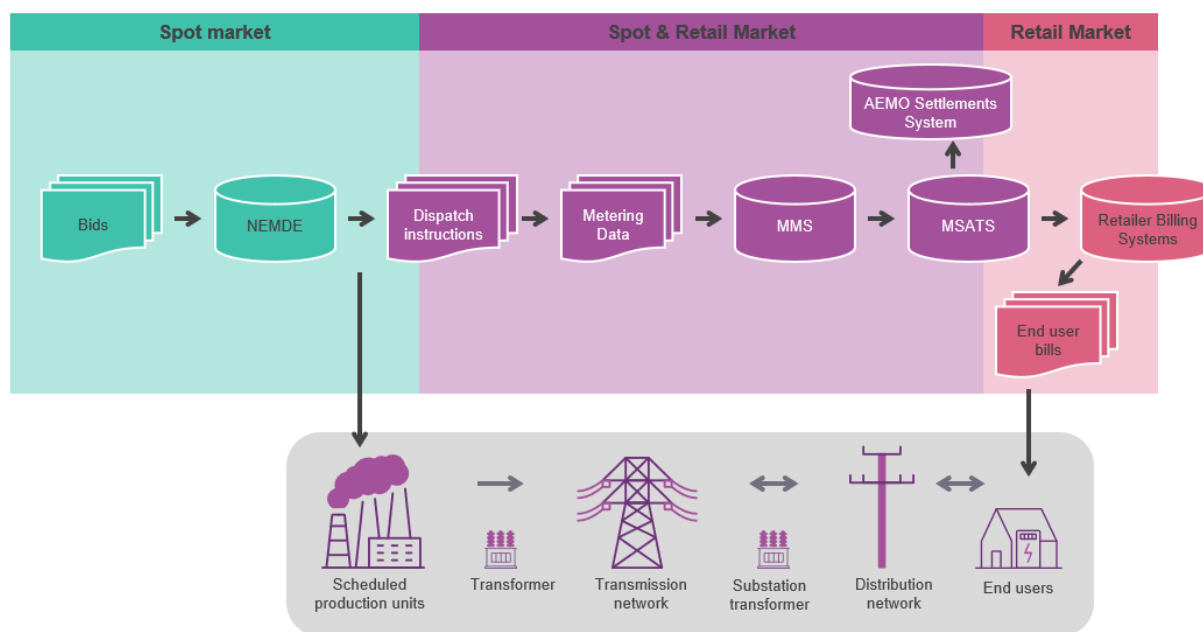 Spot market
Spot & Retail Market
Retail Market
AEMO Settlements
System
Bids
NEMDE
Dispatch
instructions
Metering
Data
MMS
MSATS
Retailer Billing
Systems
End user
bills
Scheduled
production units
Transformer
Transmission
network
Substation
transformer
Distribution
network
End users